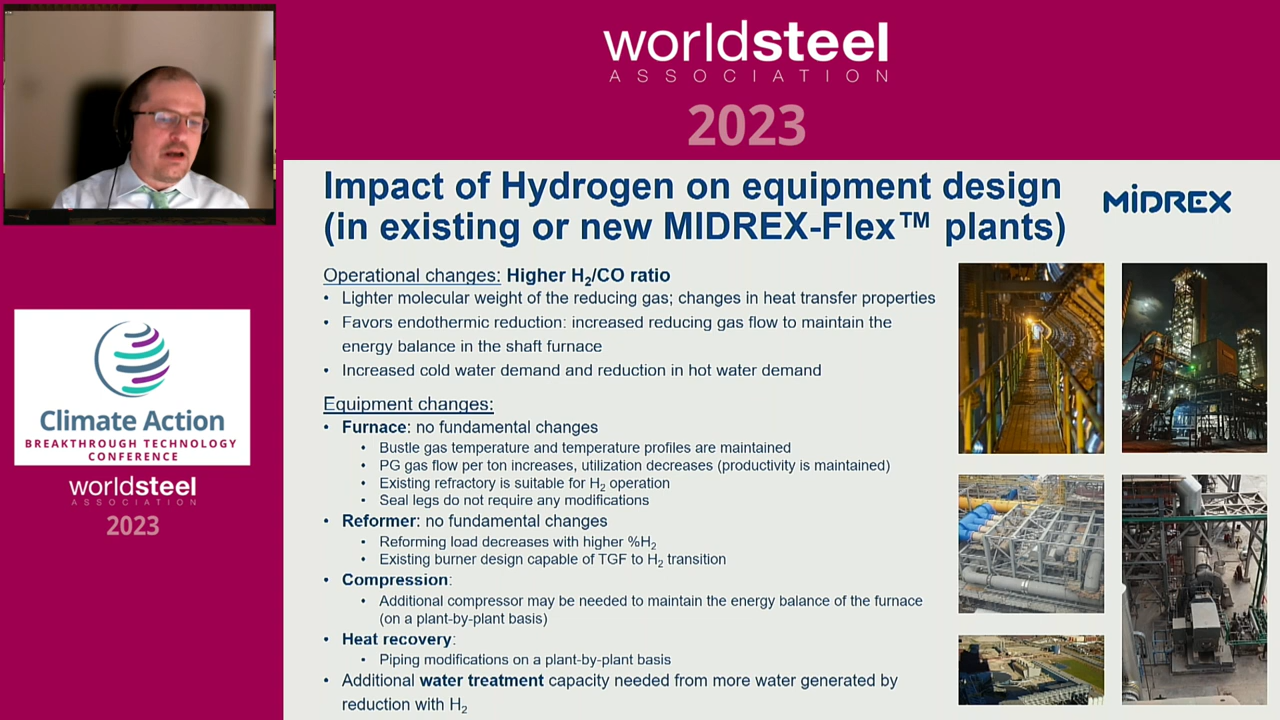 worldsteel
ASSOCIATION
2023
Impact of Hydrogen on equipment design
(in existing or new MIDREX-Flex™ plants)
MIDREX
Operational changes: Higher H₂/CO ratio
• Lighter molecular weight of the reducing gas; changes in heat transfer properties
• Favors endothermic reduction: increased reducing gas flow to maintain the
energy balance in the shaft furnace
• Increased cold water demand and reduction in hot water demand
Equipment changes:
• Furnace: no fundamental changes
• Bustle gas temperature and temperature profiles are maintained
• PG gas flow per ton increases, utilization decreases (productivity is maintained)
• Existing refractory is suitable for H₂ operation
• Seal legs do not require any modifications
• Reformer: no fundamental changes
• Reforming load decreases with higher %H₂
• Existing burner design capable of TGF to H₂ transition
• Compression:
• Additional compressor may be needed to maintain the energy balance of the furnace
(on a plant-by-plant basis)
• Heat recovery:
• Piping modifications on a plant-by-plant basis
• Additional water treatment capacity needed from more water generated by
reduction with H₂
Climate Action
BREAKTHROUGH TECHNOLOGY
CONFERENCE
worldsteel
ASSOCIATION
2023